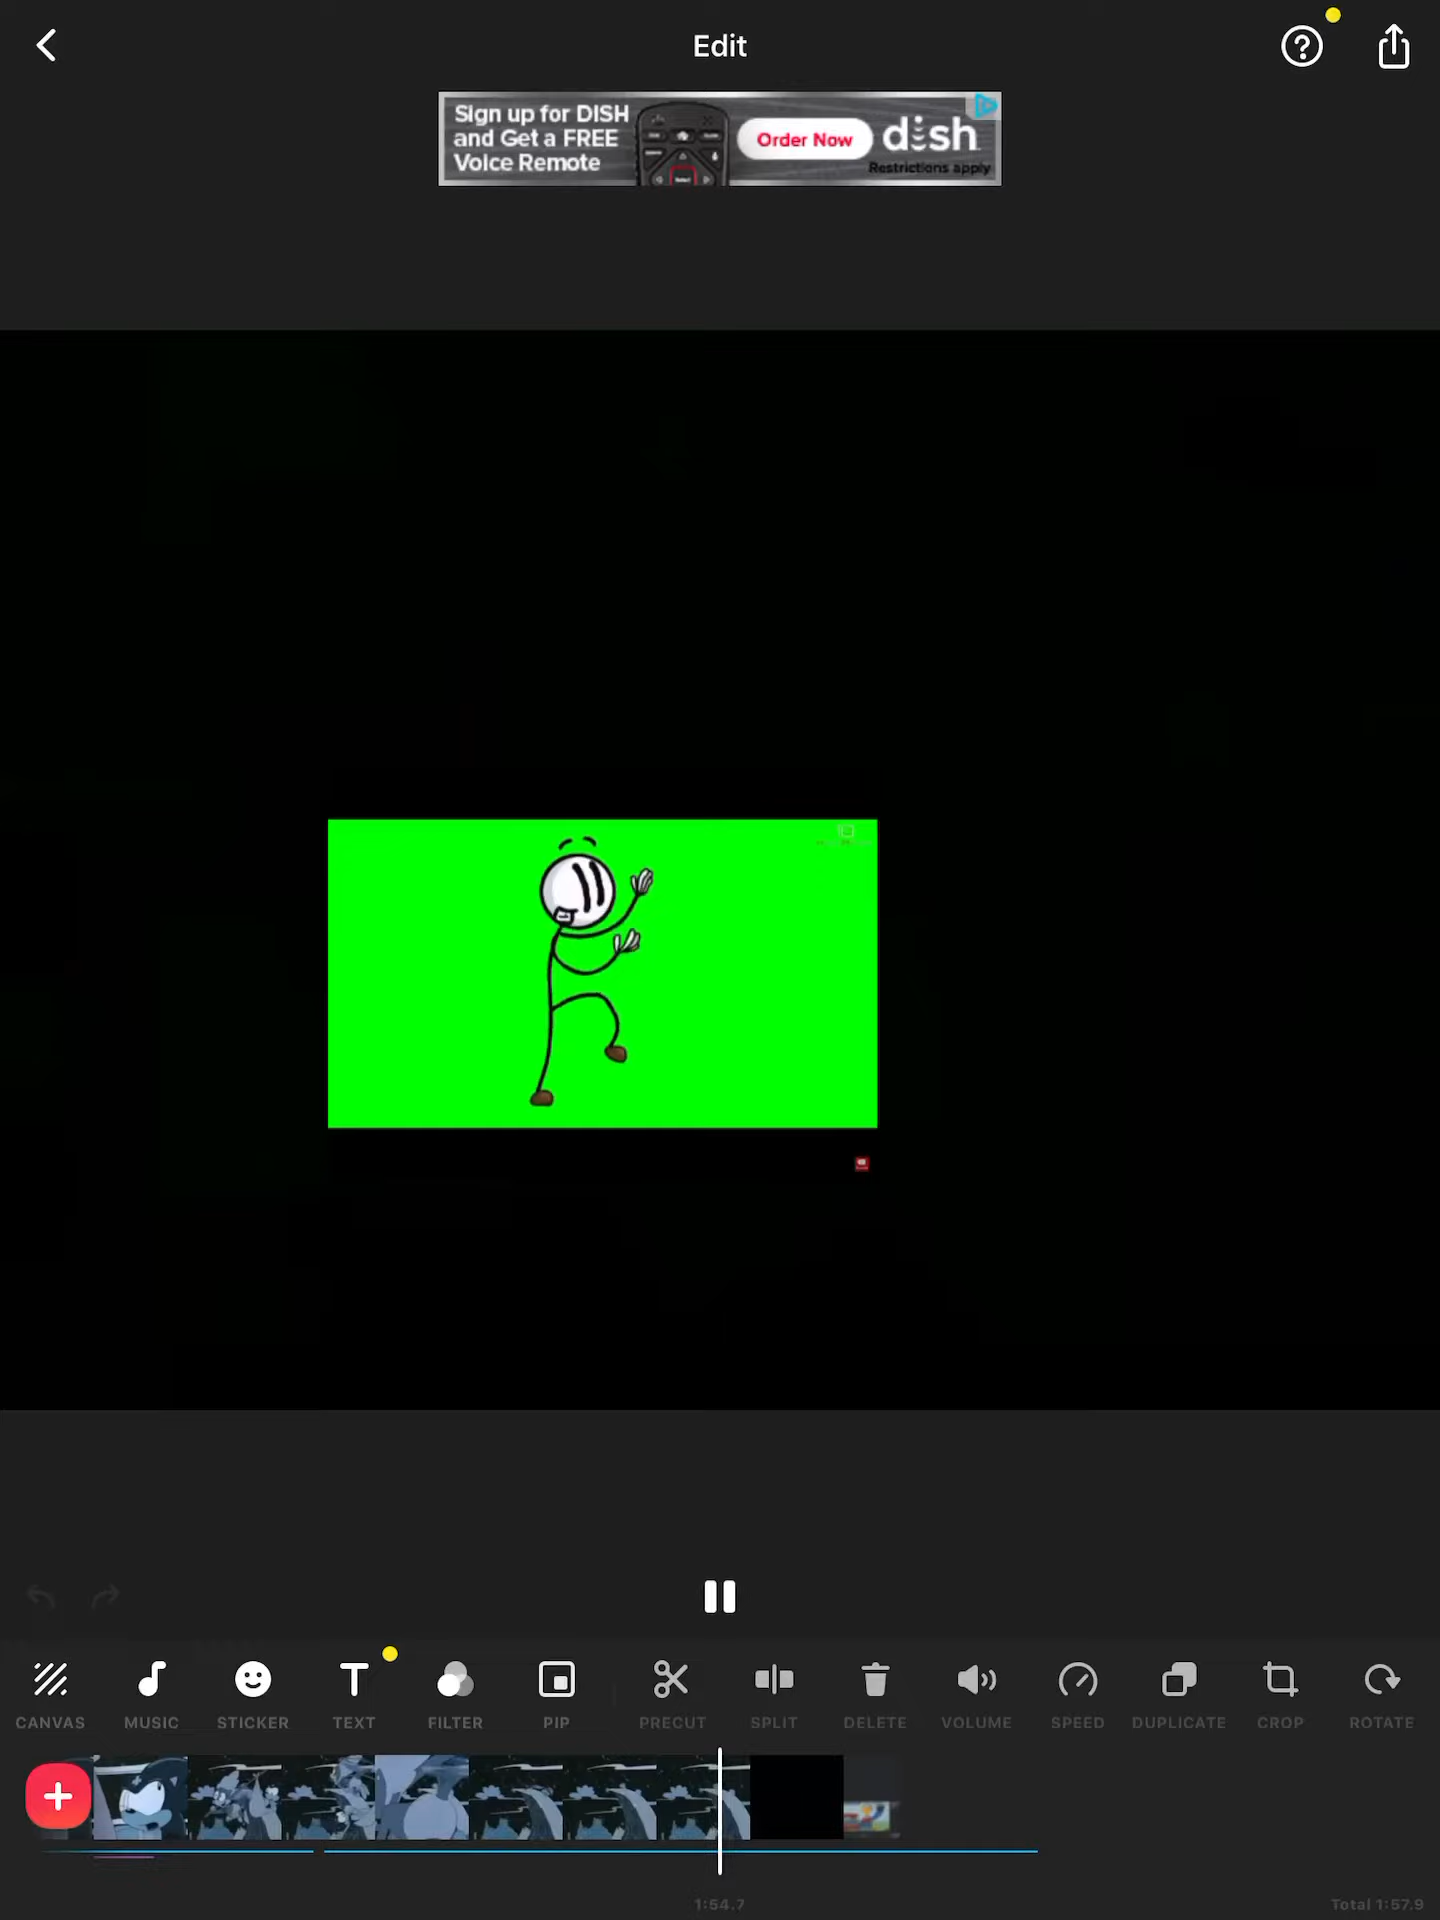 Edit
Sign up for DISH
and Get a FREE
Voice Remote
Order Now
dish
Restrictions apply
CANVAS
MUSIC
STICKER
TEXT
FILTER
PIP
PRECUT
SPLIT
DELETE
VOLUME
SPEED
DUPLICATE
CROP
ROTATE
1:54.7
Total 1:57.9